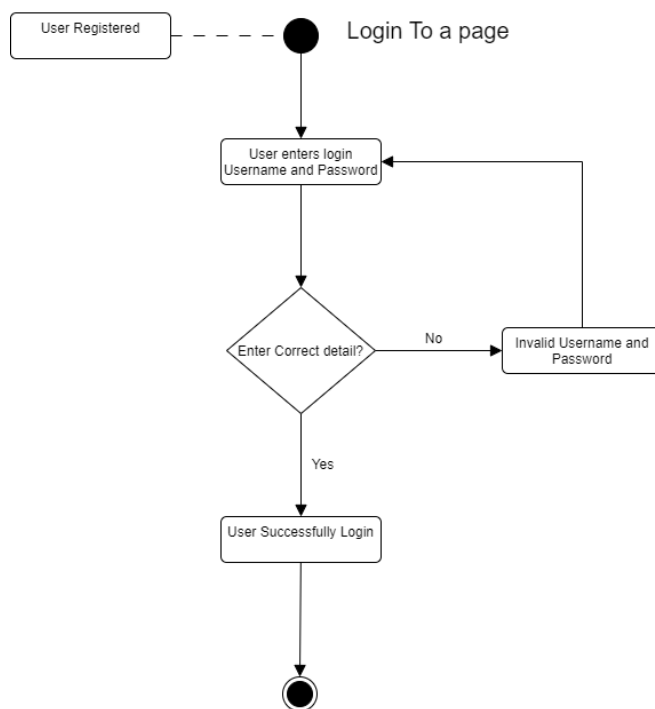 User Registered
Login To a page
User enters login
Username and Password
Enter Correct detail?
No
Invalid Username and
Password
Yes
User Successfully Login